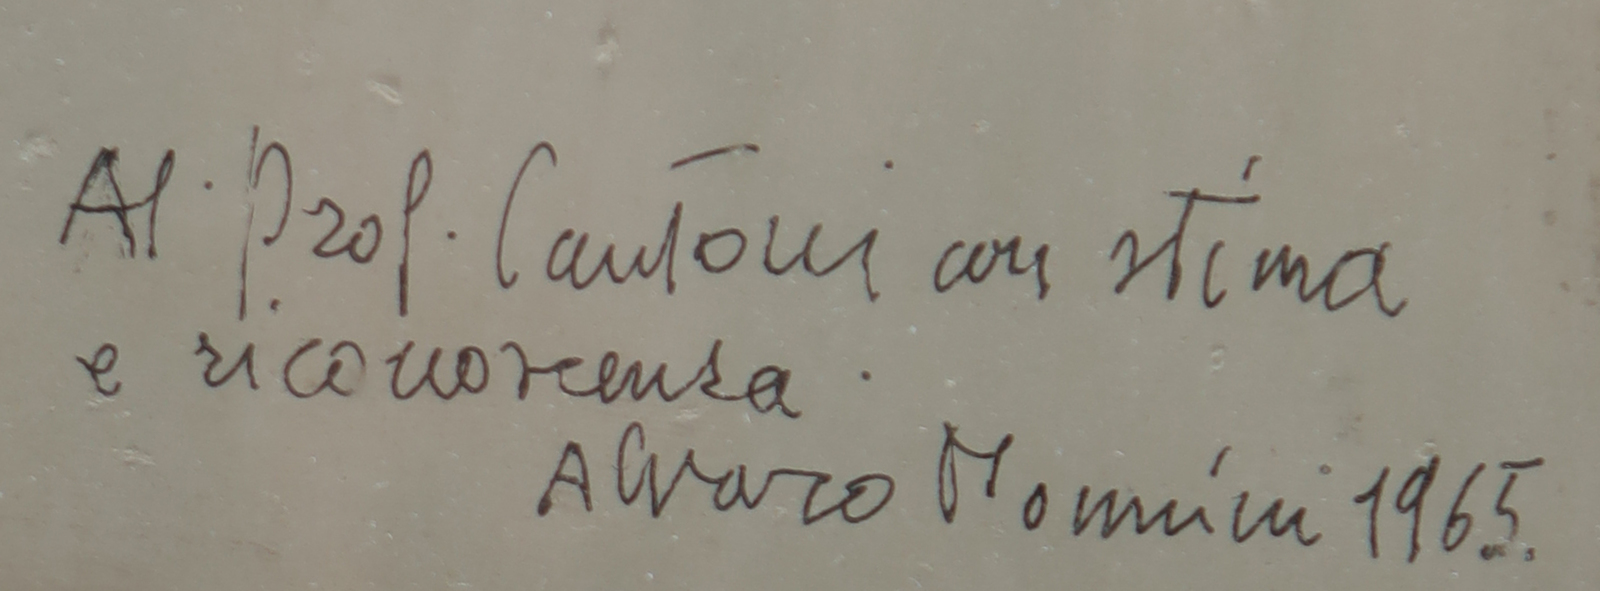 Al Prof. Cantoni con stima
e riconoscenza.
Alvaro Monnini 1965.